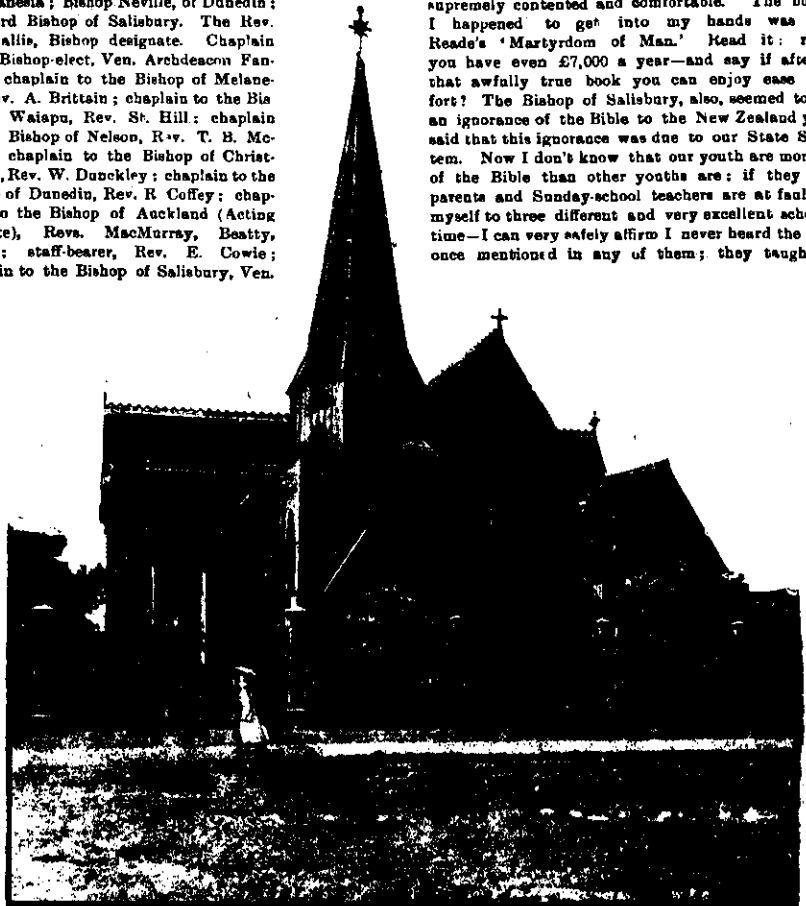 anesia; Bishop Neville, of Dunedin;
rd Bishop of Salisbury. The Rev.
allis, Bishop designate. Chaplain
Bishop-elect, Ven. Archdeacon Fan-
chaplain to the Bishop of Melane-
v. A. Brittain; chaplain to the Bis
Waiapu, Rev. St. Hill; chaplain
Bishop of Nelson, Rev. T. B. Mc-
chaplain to the Bishop of Christ-
, Rev. W. Dunckley; chaplain to the
of Dunedin, Rev. R Coffey; chap-
o the Bishop of Auckland (Acting
te), Revs. MacMurray, Beatty,
; staff-bearer, Rev. E. Cowie;
in to the Bishop of Salisbury, Ven.
supremely contented and comfortable. The
I happened to get into my hands was
Reade's 'Martyrdom of Man.' Read it:
you have even £7,000 a year—and say if afte
that awfully true book you can enjoy ease
fort? The Bishop of Salisbury, also, seemed to
an ignorance of the Bible to the New Zealand y
said that this ignorance was due to our State S
tem. Now I don't know that our youth are mor
of the Bible than other youths are; if they
parents and Sunday-school teachers are at faul
myself to three different and very excellent scho
time—I can very safely affirm I never heard the
once mentioned in any of them; they taugh